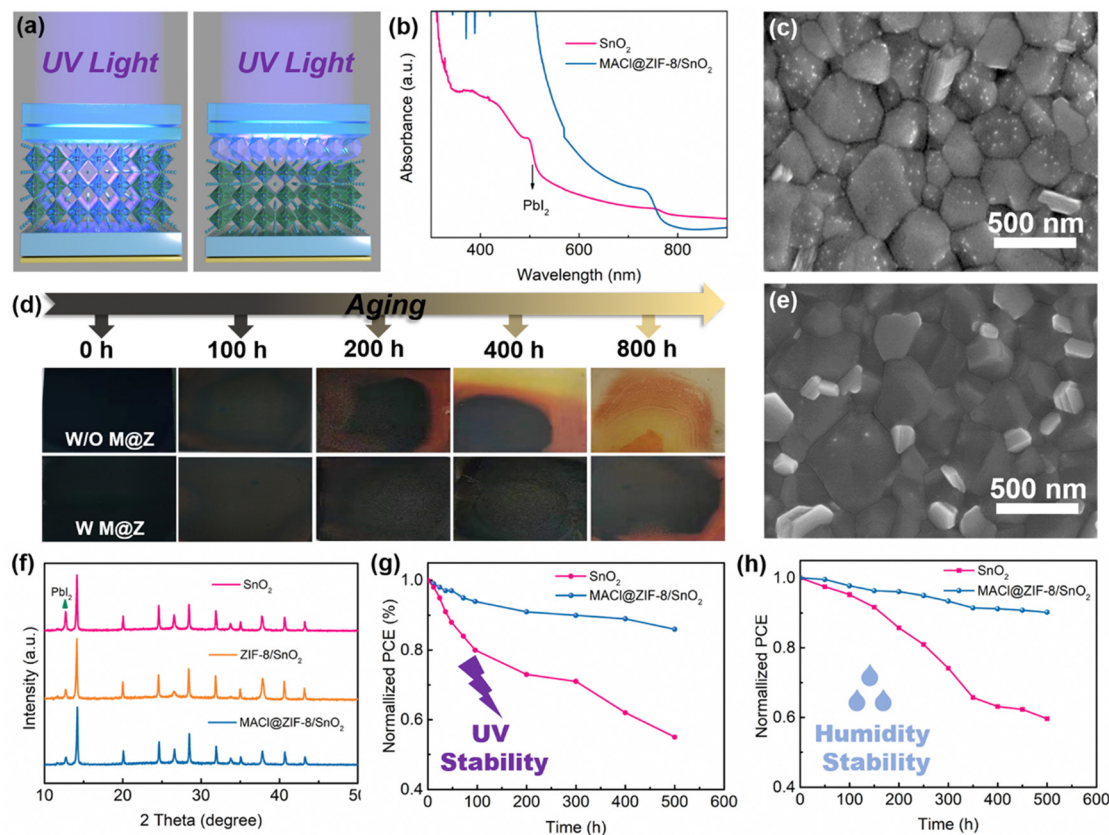 (a)
UV Light
UV Light
(b)
SnO2
MACl@ZIF-8/SnO2
PbI2
Absorbance (a.u.)
400 600 800
Wavelength (nm)
(c)
500 nm
(d)
Aging
0 h 100 h 200 h 400 h 800 h
W/O M@Z
W M@Z
(e)
500 nm
(f)
PbI2
SnO2
ZIF-8/SnO2
MACl@ZIF-8/SnO2
Intensity (a.u.)
10 20 30 40 50
2 Theta (degree)
(g)
SnO2
MACl@ZIF-8/SnO2
Normallized PCE (%)
1.0
0.8
0.6
0.4
UV
Stability
0 100 200 300 400 500 600
Time (h)
(h)
SnO2
MACl@ZIF-8/SnO2
Normallized PCE
1.0
0.8
0.6
0.4
Humidity
Stability
0 100 200 300 400 500 600
Time (h)